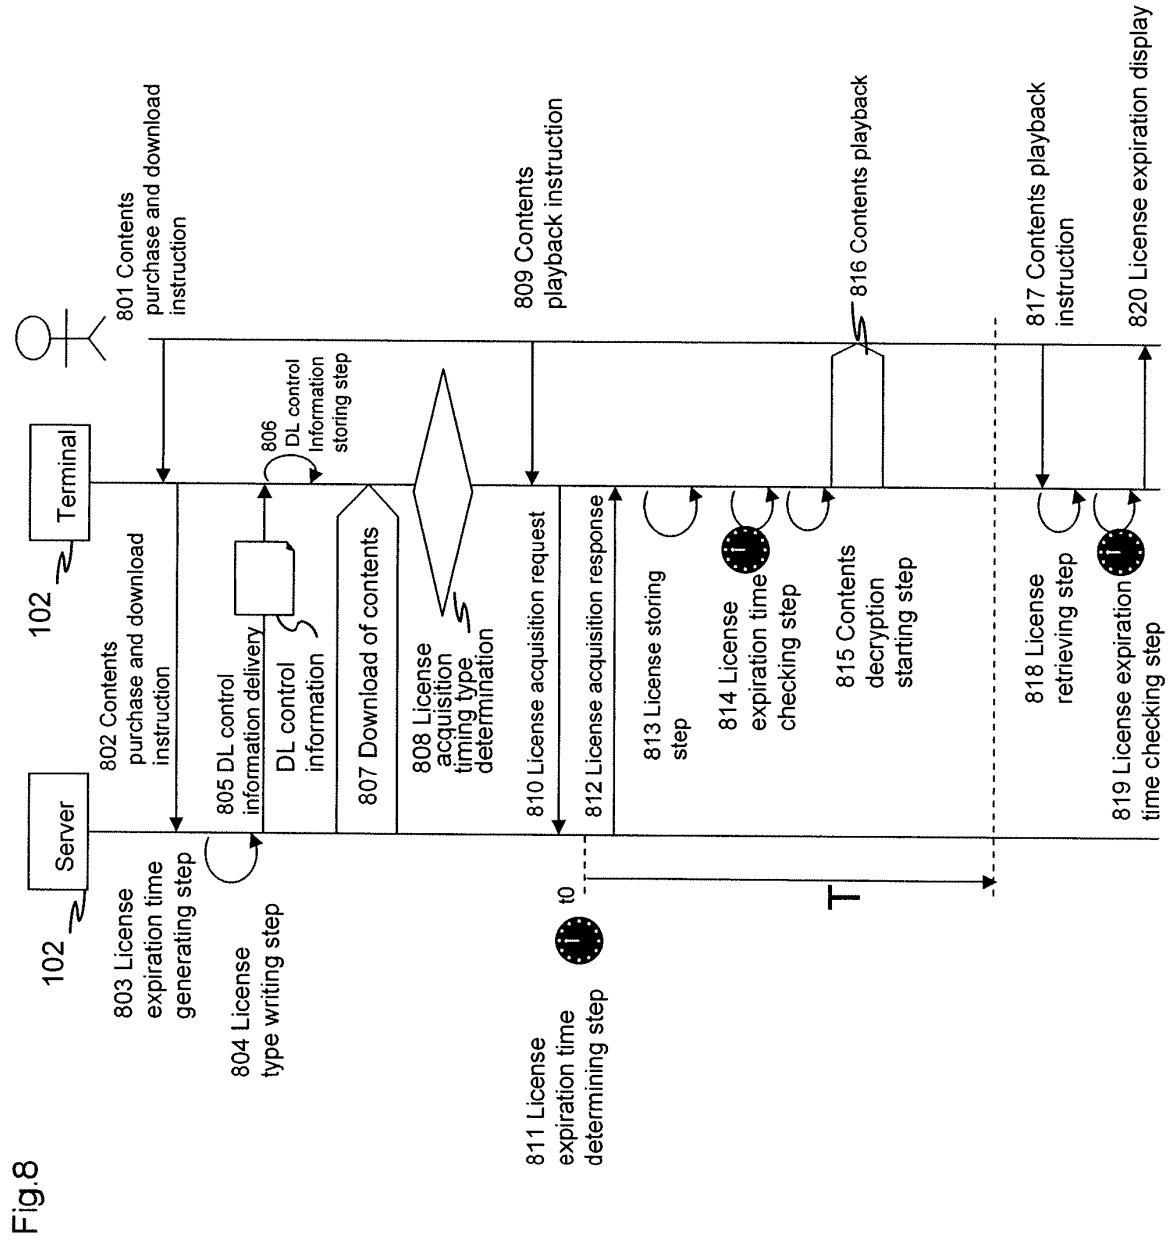 Fig.8
102
Server
102
Terminal
801 Contents
purchase and download
instruction
802 Contents
purchase and download
instruction
803 License
expiration time
generating step
804 License
type writing step
805 DL control
information delivery
DL control
information
806
DL control
Information
storing step
807 Download of contents
808 License
acquisition
timing type
determination
809 Contents
playback instruction
810 License acquisition request
811 License
expiration time
determining step
t0
812 License acquisition response
T
813 License storing
step
814 License
expiration time
checking step
815 Contents
decryption
starting step
816 Contents playback
817 Contents playback
instruction
818 License
retrieving step
819 License expiration
time checking step
820 License expiration display